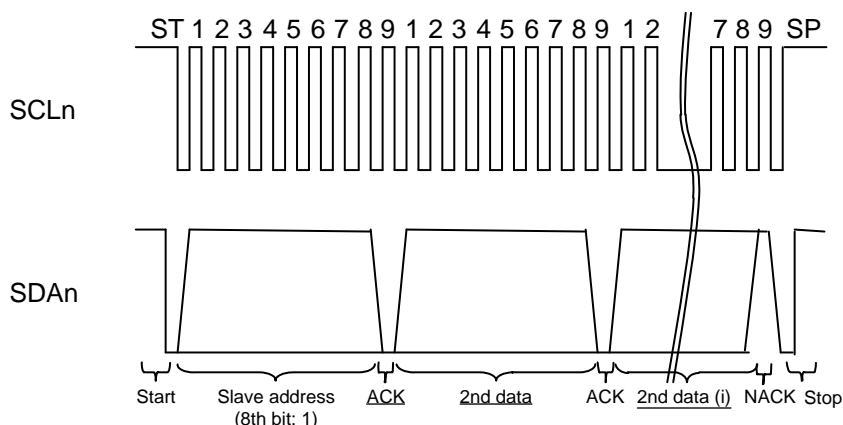 ST 1 2 3 4 5 6 7 8 9 1 2 3 4 5 6 7 8 9 1 2 7 8 9 SP
SCLn
SDAn
Start Slave address ACK 2nd data ACK 2nd data (i) NACK Stop
(8th bit: 1)